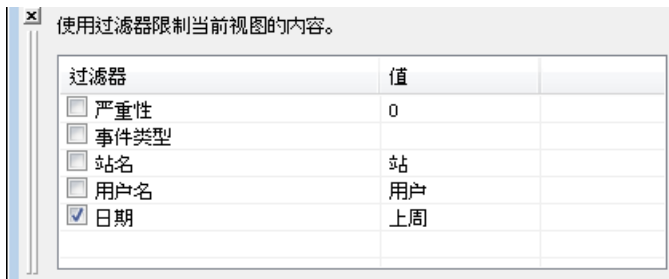 使用过滤器限制当前视图的内容。
过滤器 值
严重性 0
事件类型
站名 站
用户名 用户
日期 上周